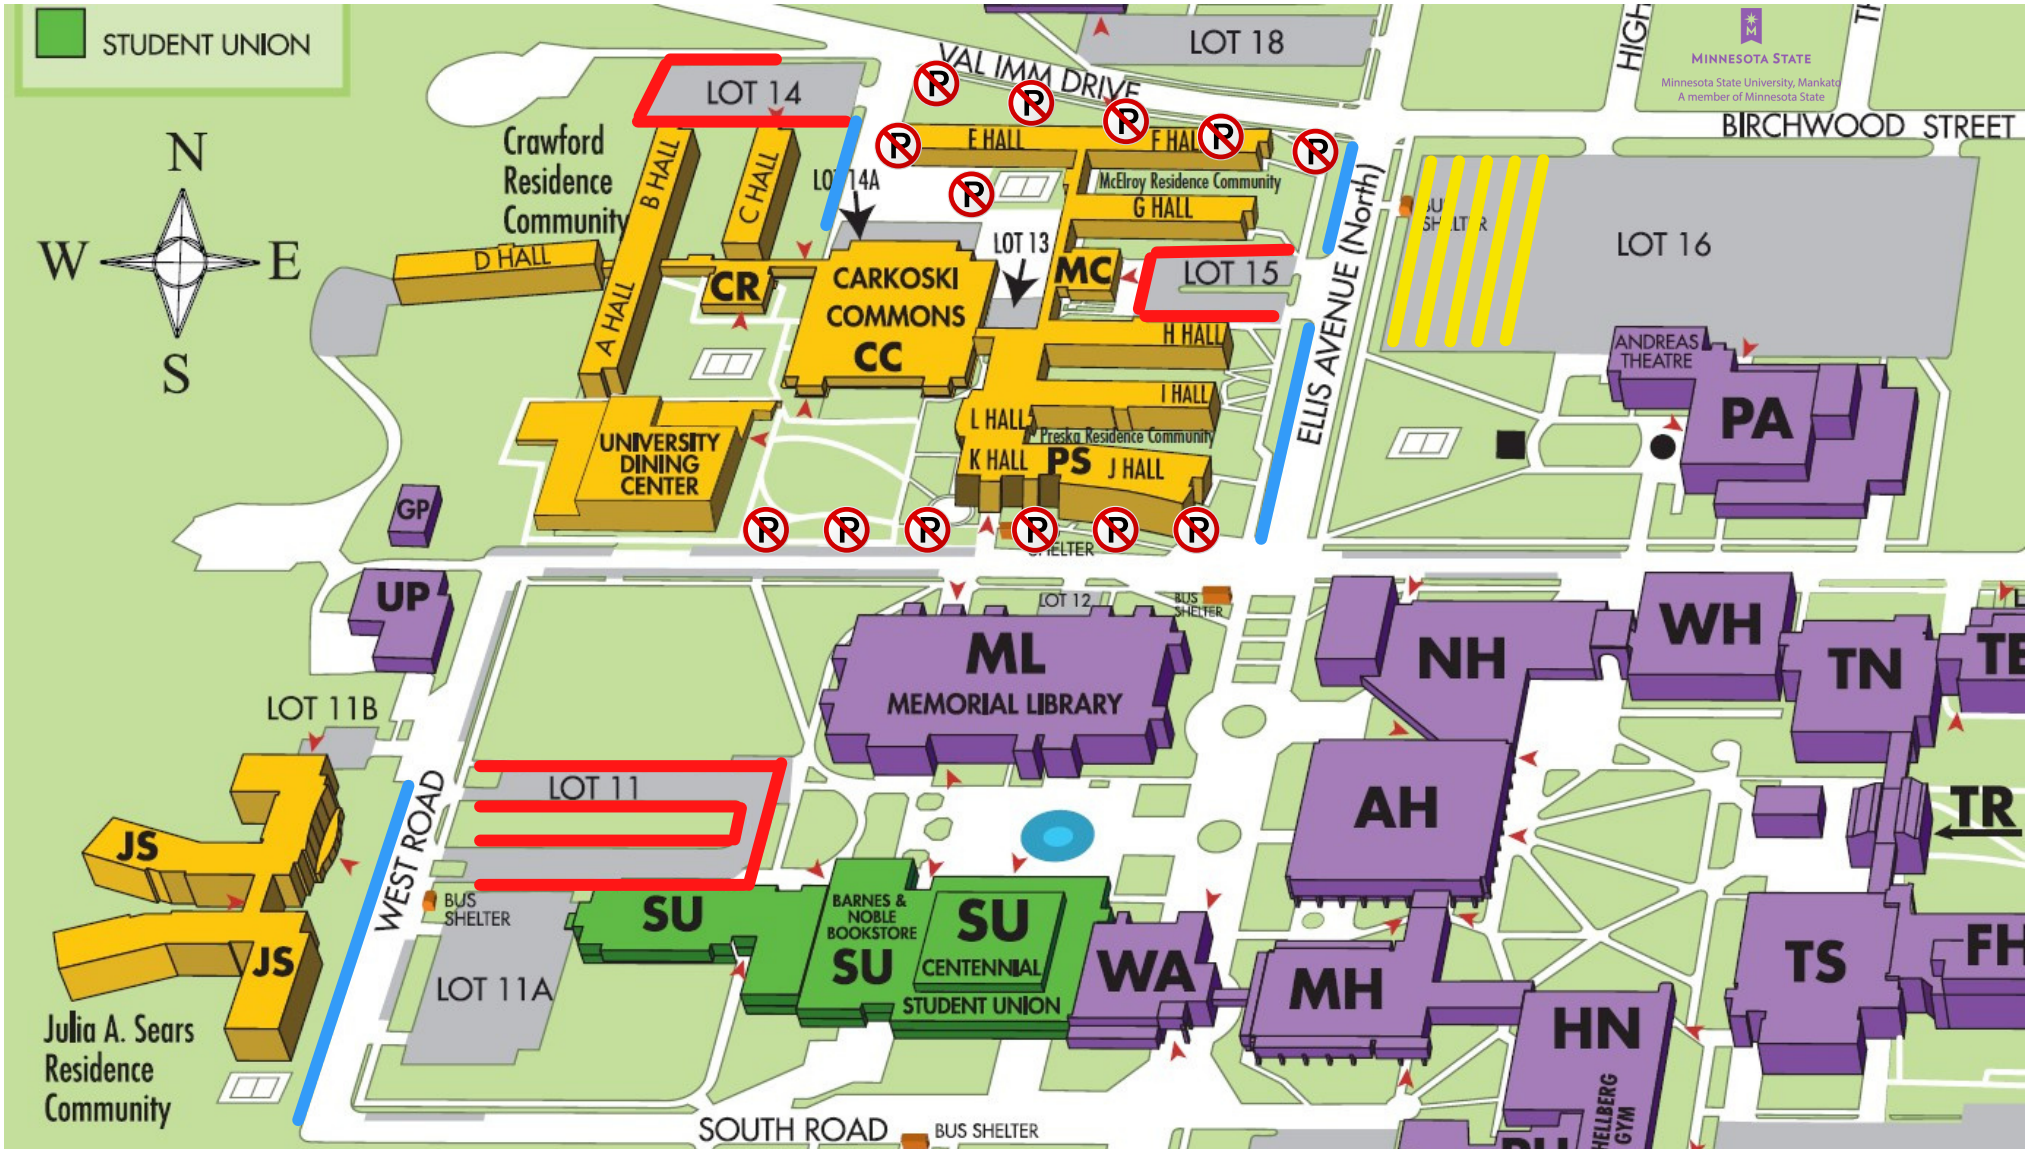 STUDENT UNION
LOT 18
VAL IMM DRIVE
HIGH
MINNESOTA STATE
Minnesota State University, Mankato
A member of Minnesota State
BIRCHWOOD STREET
LOT 14
N
W
E
S
Crawford
Residence
Community
B HALL
C HALL
LOT 14A
P
P
P
P
P
P
P
E HALL
McElroy Residence Community
G HALL
LOT 13
MC
LOT 15
ELLIS AVENUE (North)
BUS
SHELTER
LOT 16
D HALL
A HALL
CR
CARKOSKI
COMMONS
CC
H HALL
I HALL
L HALL
Preska Residence Community
K HALL
PS
J HALL
ANDREAS
THEATRE
PA
UNIVERSITY
DINING
CENTER
GP
P
P
P
P
P
P
SHELTER
UP
LOT 12
BUS
SHELTER
ML
MEMORIAL LIBRARY
NH
WH
TN
LOT 11B
LOT 11
WEST ROAD
JS
JS
BUS
SHELTER
LOT 11A
AH
TR
SU
BARNES &
NOBLE
BOOKSTORE
SU
SU
CENTENNIAL
STUDENT UNION
WA
MH
HN
TS
FH
Julia A. Sears
Residence
Community
SOUTH ROAD
BUS SHELTER
GYM